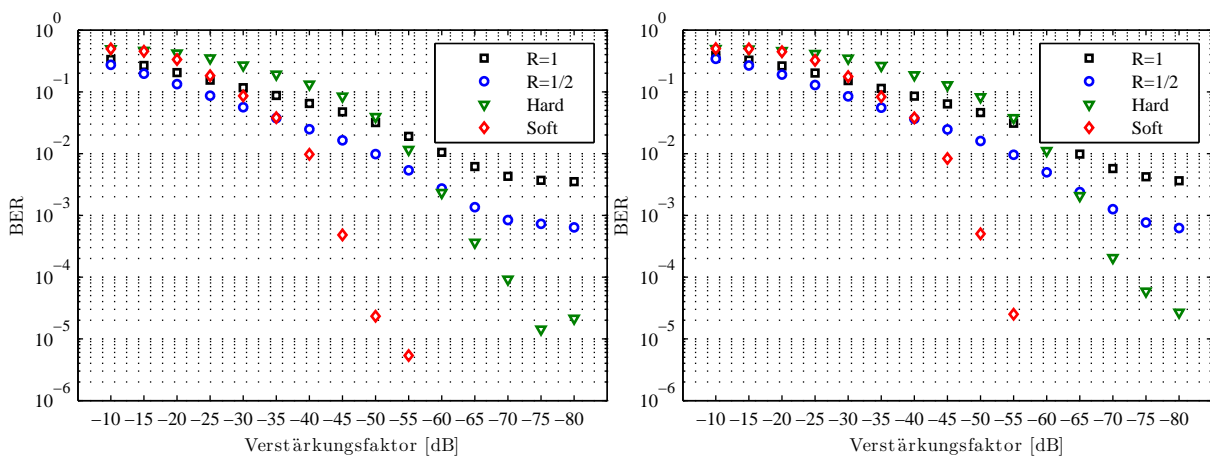 10^0
10^−1
10^−2
10^−3
10^−4
10^−5
10^−6
BER
R=1
R=1/2
Hard
Soft
−10 −15 −20 −25 −30 −35 −40 −45 −50 −55 −60 −65 −70 −75 −80
Verstärkungsfaktor [dB]
10^0
10^−1
10^−2
10^−3
10^−4
10^−5
10^−6
BER
R=1
R=1/2
Hard
Soft
−10 −15 −20 −25 −30 −35 −40 −45 −50 −55 −60 −65 −70 −75 −80
Verstärkungsfaktor [dB]